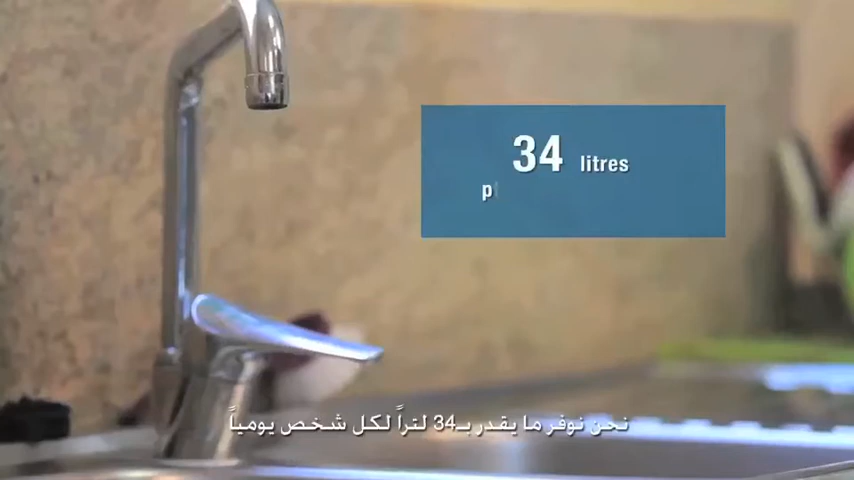 34 litres
p
نحن نوفر ما يقدر بـ34 لتراً لكل شخص يومياً